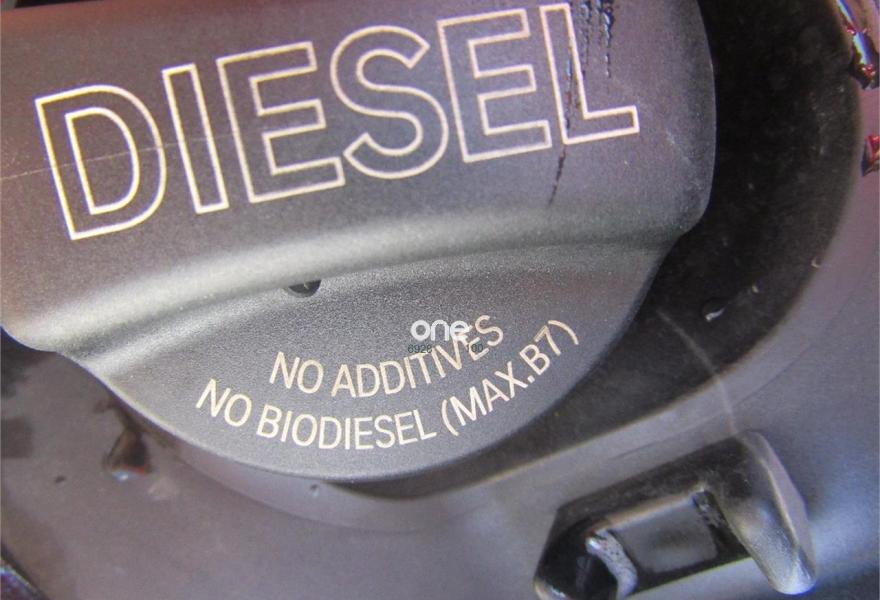 DIESEL
one
NO ADDITIVES
NO BIODIESEL (MAX.B7)